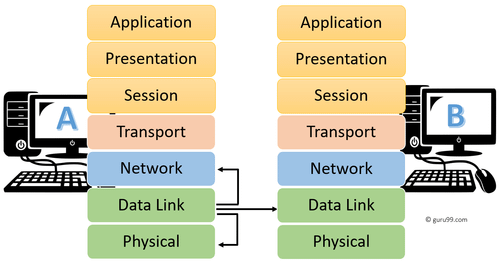 Application
Presentation
Session
Transport
Network
Data Link
Physical
A
Application
Presentation
Session
Transport
Network
Data Link
Physical
B
© guru99.com